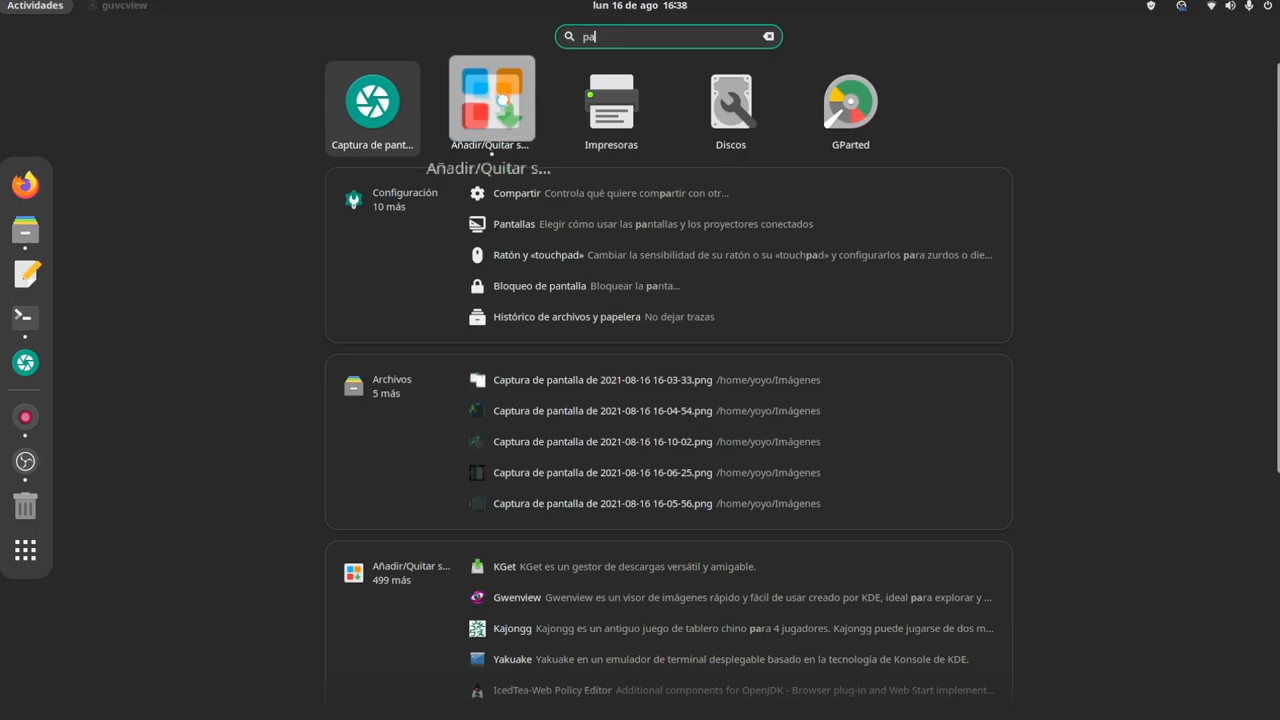 Actividades
guvcview
lun 16 de ago 16:38
pa
Captura de pant...
Añadir/Quitar s...
Impresoras
Discos
GParted
Añadir/Quitar s...
Configuración
10 más
Compartir Controla qué quiere compartir con otr...
Pantallas Elegir cómo usar las pantallas y los proyectores conectados
Ratón y «touchpad» Cambiar la sensibilidad de su ratón o su «touchpad» y configurarlos para zurdos o die...
Bloqueo de pantalla Bloquear la panta...
Histórico de archivos y papelera No dejar trazas
Archivos
5 más
Captura de pantalla de 2021-08-16 16-03-33.png /home/yoyo/Imágenes
Captura de pantalla de 2021-08-16 16-04-54.png /home/yoyo/Imágenes
Captura de pantalla de 2021-08-16 16-10-02.png /home/yoyo/Imágenes
Captura de pantalla de 2021-08-16 16-06-25.png /home/yoyo/Imágenes
Captura de pantalla de 2021-08-16 16-05-56.png /home/yoyo/Imágenes
Añadir/Quitar s...
499 más
KGet KGet es un gestor de descargas versátil y amigable.
Gwenview Gwenview es un visor de imágenes rápido y fácil de usar creado por KDE, ideal para explorar y ...
Kajongg Kajongg es un antiguo juego de tablero chino para 4 jugadores. Kajongg puede jugarse de dos m...
Yakuake Yakuake en un emulador de terminal desplegable basado en la tecnología de Konsole de KDE.
IcedTea-Web Policy Editor Additional components for OpenJDK - Browser plug-in and Web Start implement...